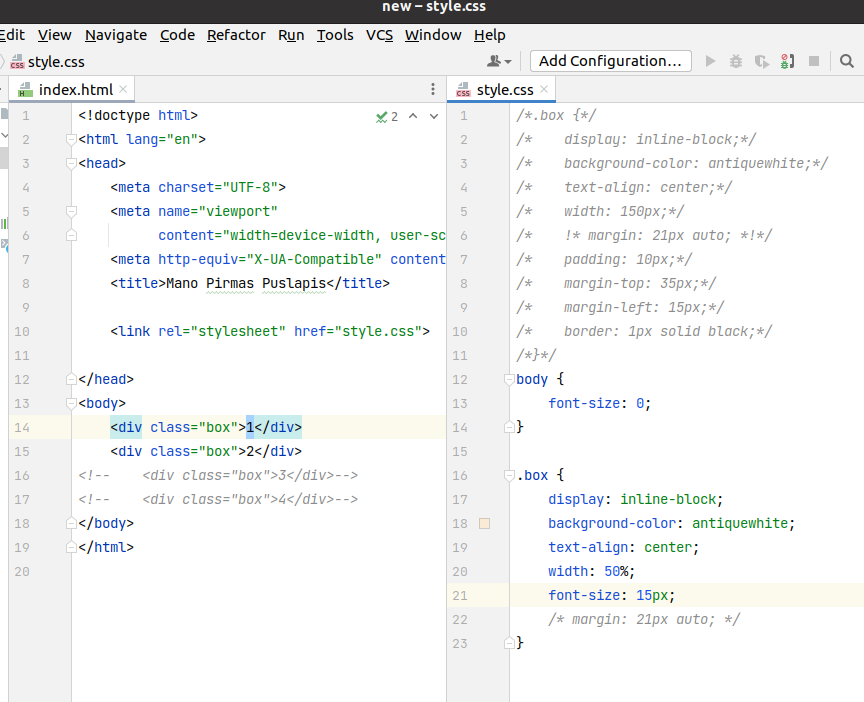 new – style.css
Edit View Navigate Code Refactor Run Tools VCS Window Help
style.css Add Configuration...
index.html
style.css
1 <!doctype html> 2
2 <html lang="en">
3 <head>
4 <meta charset="UTF-8">
5 <meta name="viewport"
6 content="width=device-width, user-sc
7 <meta http-equiv="X-UA-Compatible" content
8 <title>Mano Pirmas Puslapis</title>
9
10 <link rel="stylesheet" href="style.css">
11
12 </head>
13 <body>
14 <div class="box">1</div>
15 <div class="box">2</div>
16 <!-- <div class="box">3</div>-->
17 <!-- <div class="box">4</div>-->
18 </body>
19 </html>
20
1 /*.box {*/
2 /* display: inline-block;*/
3 /* background-color: antiquewhite;*/
4 /* text-align: center;*/
5 /* width: 150px;*/
6 /* !* margin: 21px auto; *!*/
7 /* padding: 10px;*/
8 /* margin-top: 35px;*/
9 /* margin-left: 15px;*/
10 /* border: 1px solid black;*/
11 /*}*/
12 body {
13 font-size: 0;
14 }
15
16 .box {
17 display: inline-block;
18 background-color: antiquewhite;
19 text-align: center;
20 width: 50%;
21 font-size: 15px;
22 /* margin: 21px auto; */
23 }